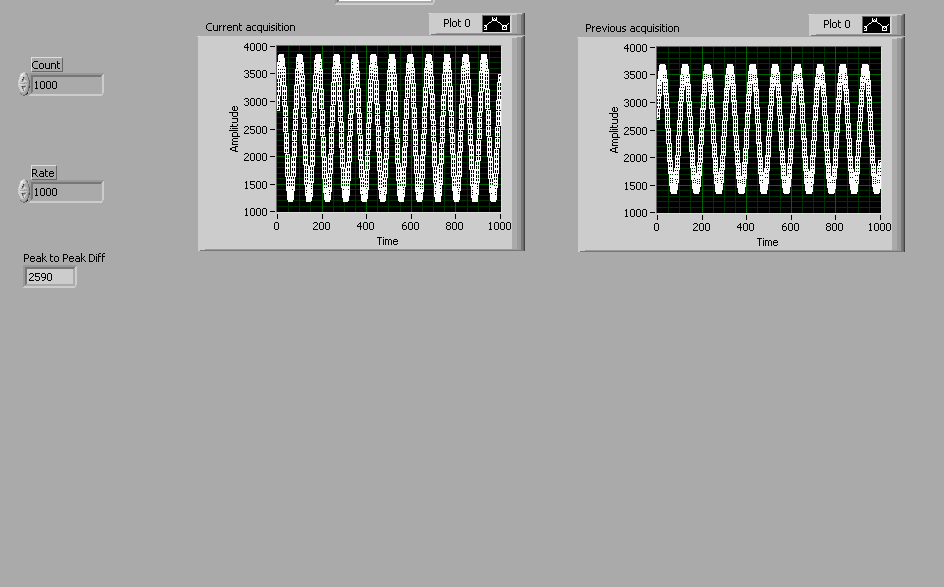 Current acquisition
Plot 0
Previous acquisition
Plot 0
Count
1000
Rate
1000
Peak to Peak Diff
2590
Amplitude
4000
3500
3000
2500
2000
1500
1000
0 200 400 600 800 1000
Time
Amplitude
4000
3500
3000
2500
2000
1500
1000
0 200 400 600 800 1000
Time